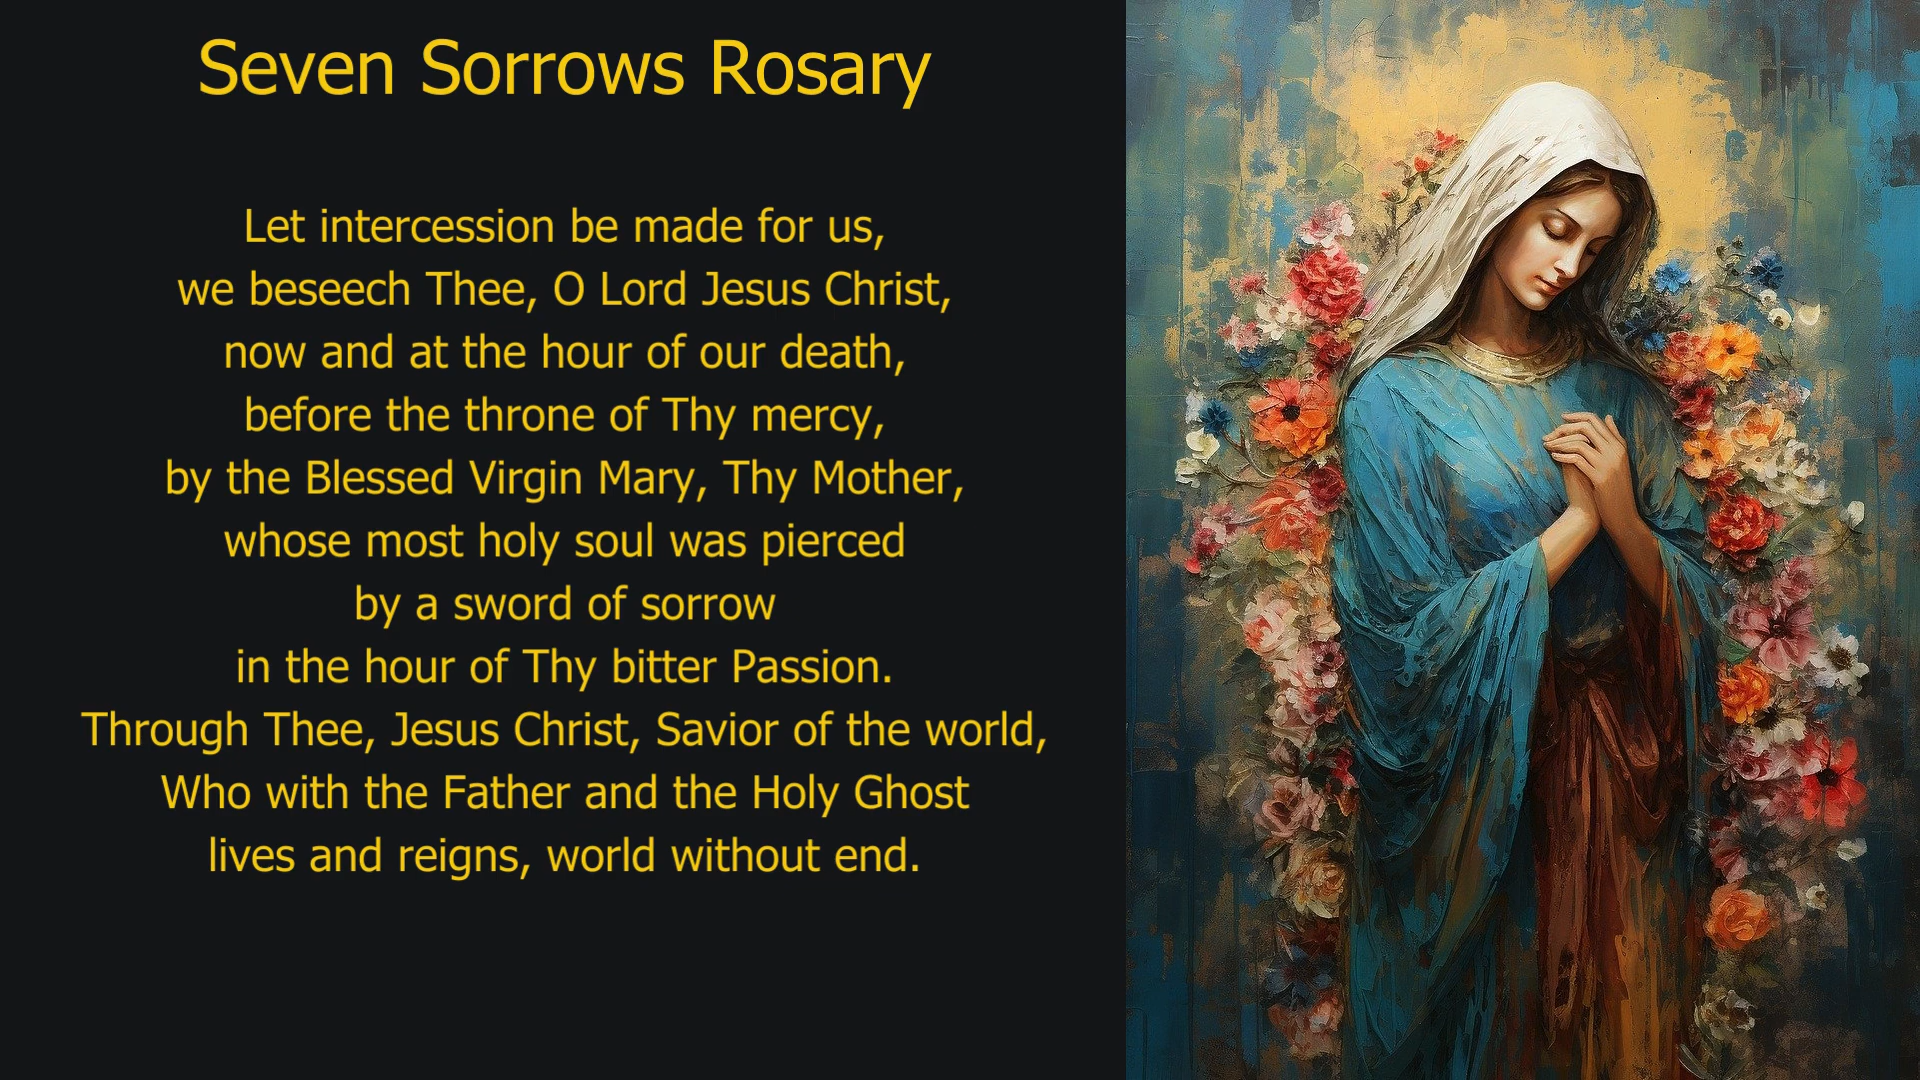 Seven Sorrows Rosary
Let intercession be made for us,
we beseech Thee, O Lord Jesus Christ,
now and at the hour of our death,
before the throne of Thy mercy,
by the Blessed Virgin Mary, Thy Mother,
whose most holy soul was pierced
by a sword of sorrow
in the hour of Thy bitter Passion.
Through Thee, Jesus Christ, Savior of the world,
Who with the Father and the Holy Ghost
lives and reigns, world without end.